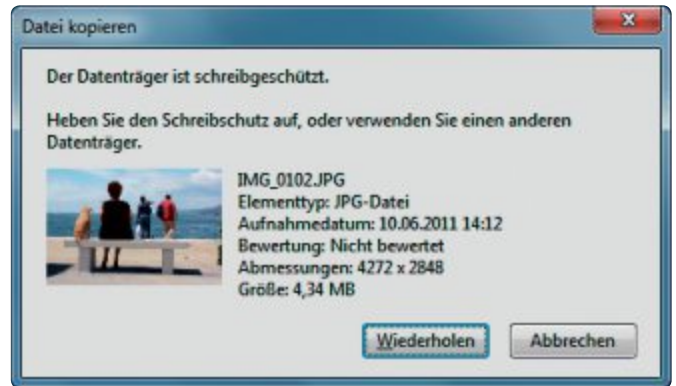 Datei kopieren
Der Datenträger ist schreibgeschützt.
Heben Sie den Schreibschutz auf, oder verwenden Sie einen anderen
Datenträger.
IMG_0102.JPG
Elementtyp: JPG-Datei
Aufnahmedatum: 10.06.2011 14:12
Bewertung: Nicht bewertet
Abmessungen: 4272 x 2848
Größe: 4,34 MB
Wiederholen
Abbrechen